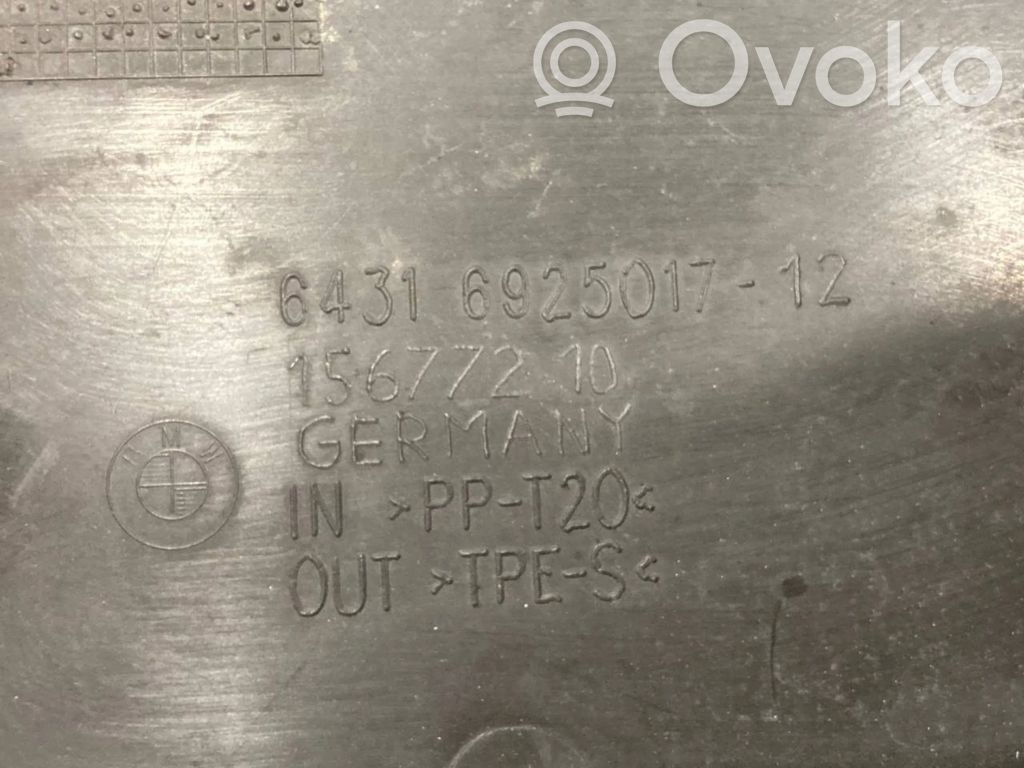 Ovoko
6431 6925017-12
156772 10
GERMANY
IN >PP-T20<
OUT >TPE-S<